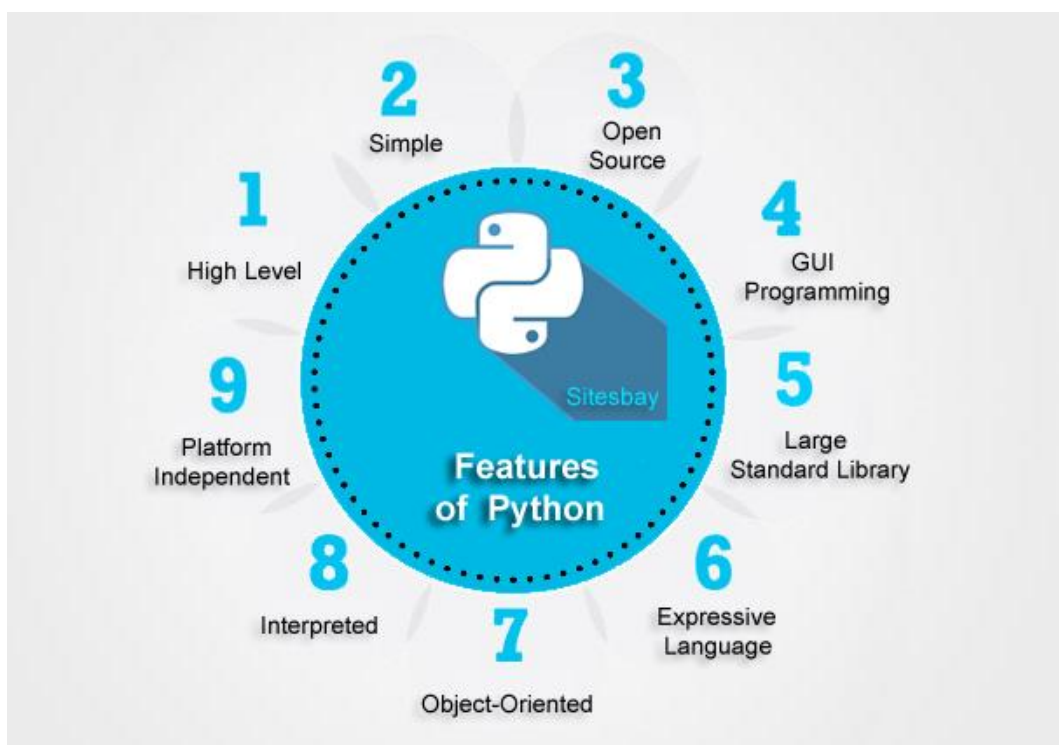 1
High Level
2
Simple
3
Open
Source
4
GUI
Programming
5
Large
Standard Library
6
Expressive
Language
7
Object-Oriented
8
Interpreted
9
Platform
Independent
Sitesbay
Features
of Python